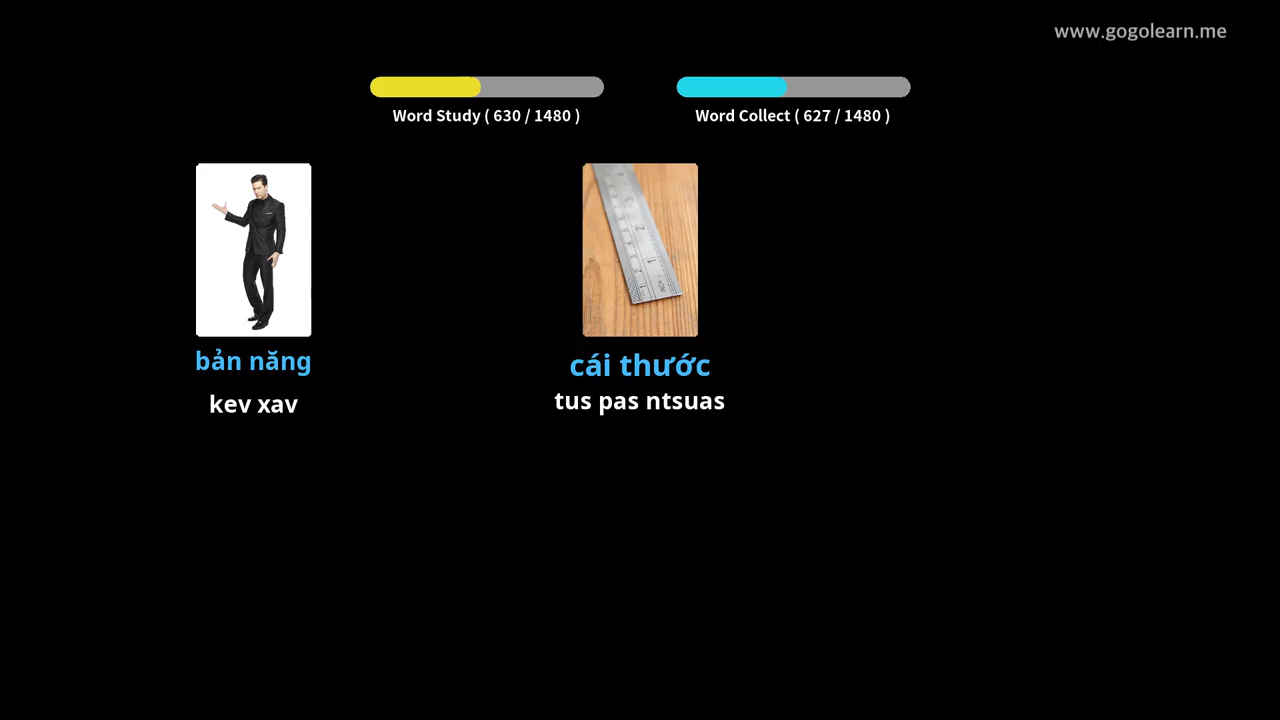 www.gogolearn.me
Word Study ( 630 / 1480 )
Word Collect ( 627 / 1480 )
bản năng
kev xav
cái thước
tus pas ntsuas